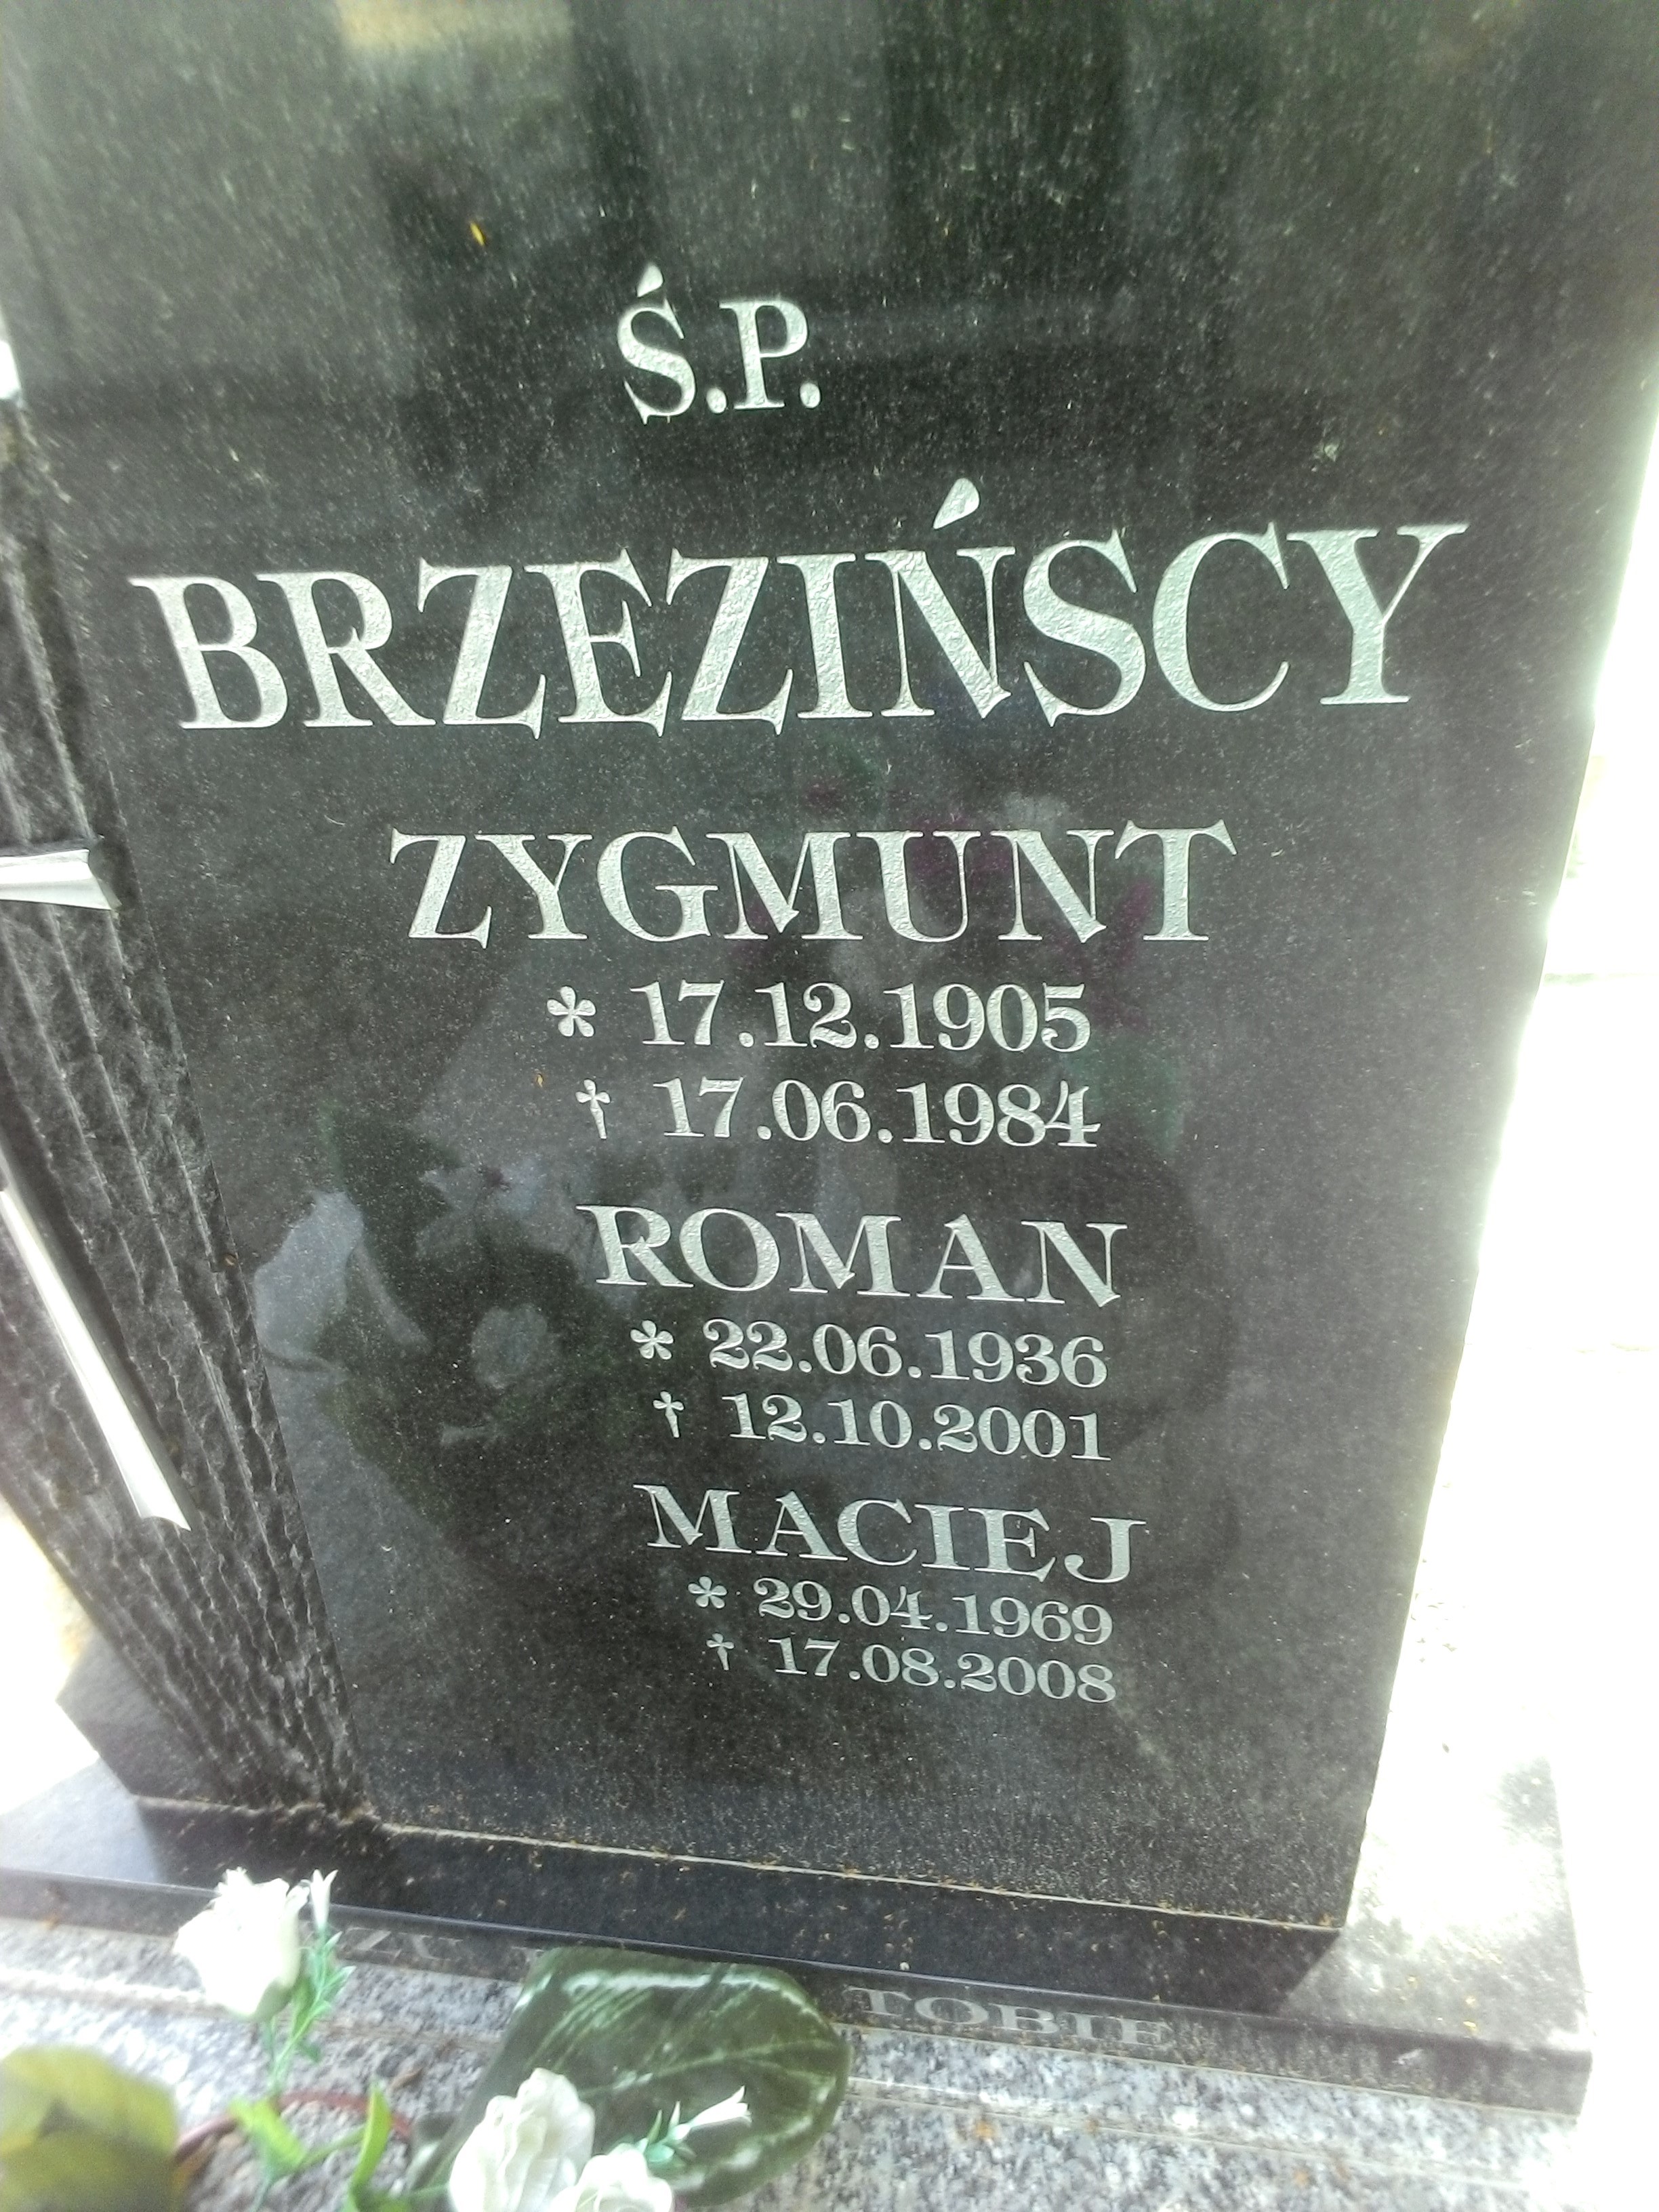 Ś.P.
BRZEZIŃSCY
ZYGMUNT
* 17.12.1905
† 17.06.1984
ROMAN
* 22.06.1936
† 12.10.2001
MACIEJ
* 29.04.1969
† 17.08.2008
TOBIE